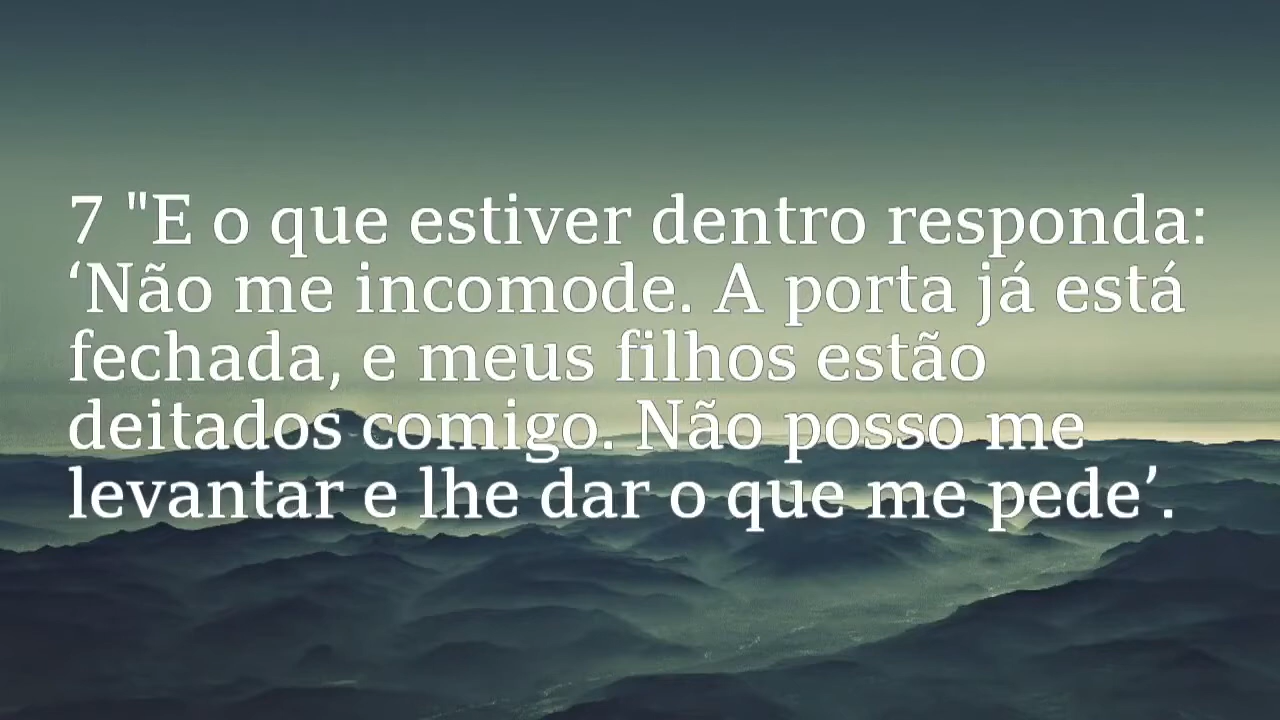 7 "E o que estiver dentro responda:
‘Não me incomode. A porta já está
fechada, e meus filhos estão
deitados comigo. Não posso me
levantar e lhe dar o que me pede’.